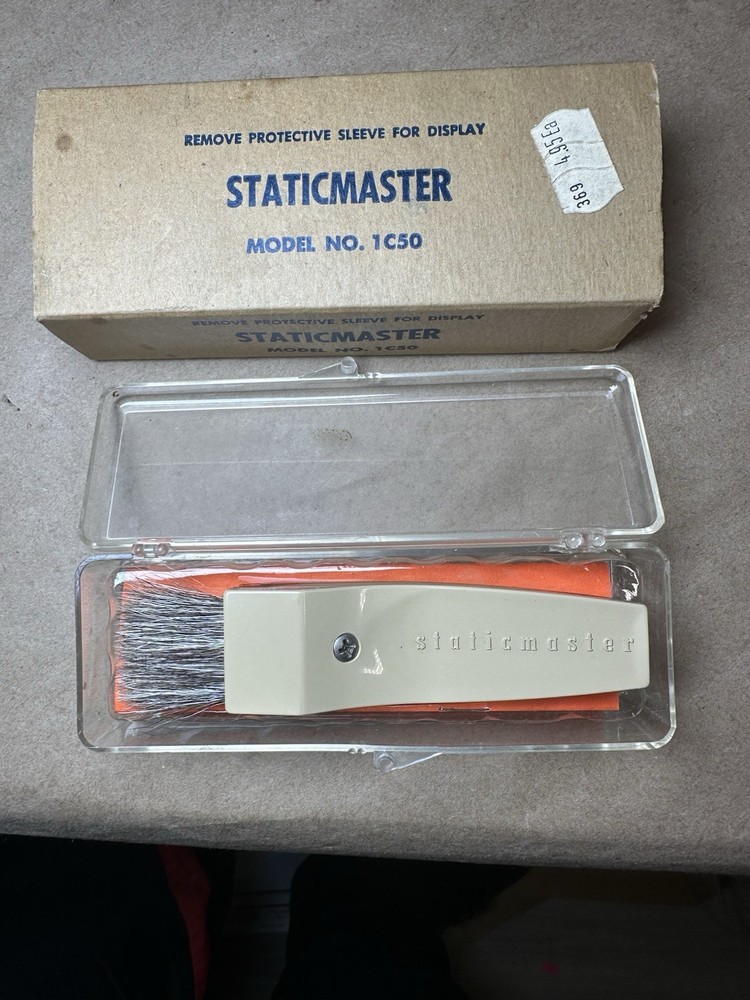 REMOVE PROTECTIVE SLEEVE FOR DISPLAY
STATICMASTER
MODEL NO. 1C50
369 4.95Ea
REMOVE PROTECTIVE SLEEVE FOR DISPLAY
STATICMASTER
MODEL NO. 1C50
staticmaster